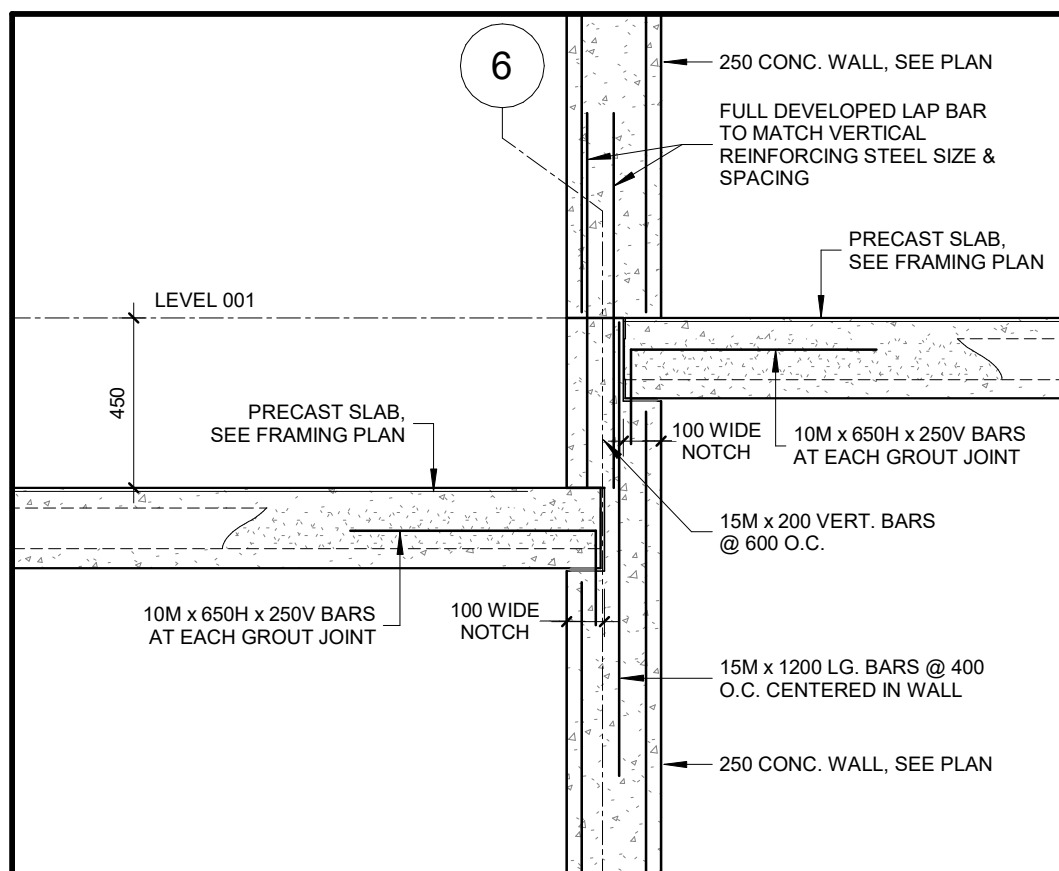 6
250 CONC. WALL, SEE PLAN
FULL DEVELOPED LAP BAR
TO MATCH VERTICAL
REINFORCING STEEL SIZE &
SPACING
PRECAST SLAB,
SEE FRAMING PLAN
LEVEL 001
450
PRECAST SLAB,
SEE FRAMING PLAN
100 WIDE
NOTCH
10M x 650H x 250V BARS
AT EACH GROUT JOINT
15M x 200 VERT. BARS
@ 600 O.C.
10M x 650H x 250V BARS
AT EACH GROUT JOINT
100 WIDE
NOTCH
15M x 1200 LG. BARS @ 400
O.C. CENTERED IN WALL
250 CONC. WALL, SEE PLAN